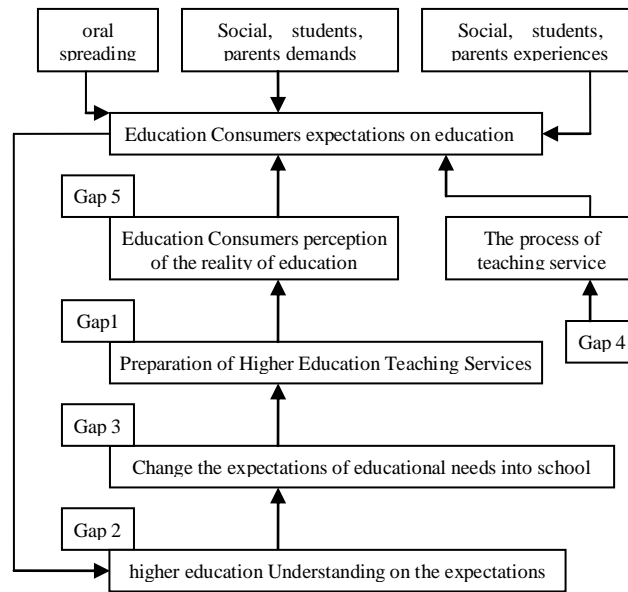 oral
spreading
Social, students,
parents demands
Social, students,
parents experiences
Education Consumers expectations on education
Gap 5
Education Consumers perception
of the reality of education
The process of
teaching service
Gap1
Gap 4
Preparation of Higher Education Teaching Services
Gap 3
Change the expectations of educational needs into school
Gap 2
higher education Understanding on the expectations